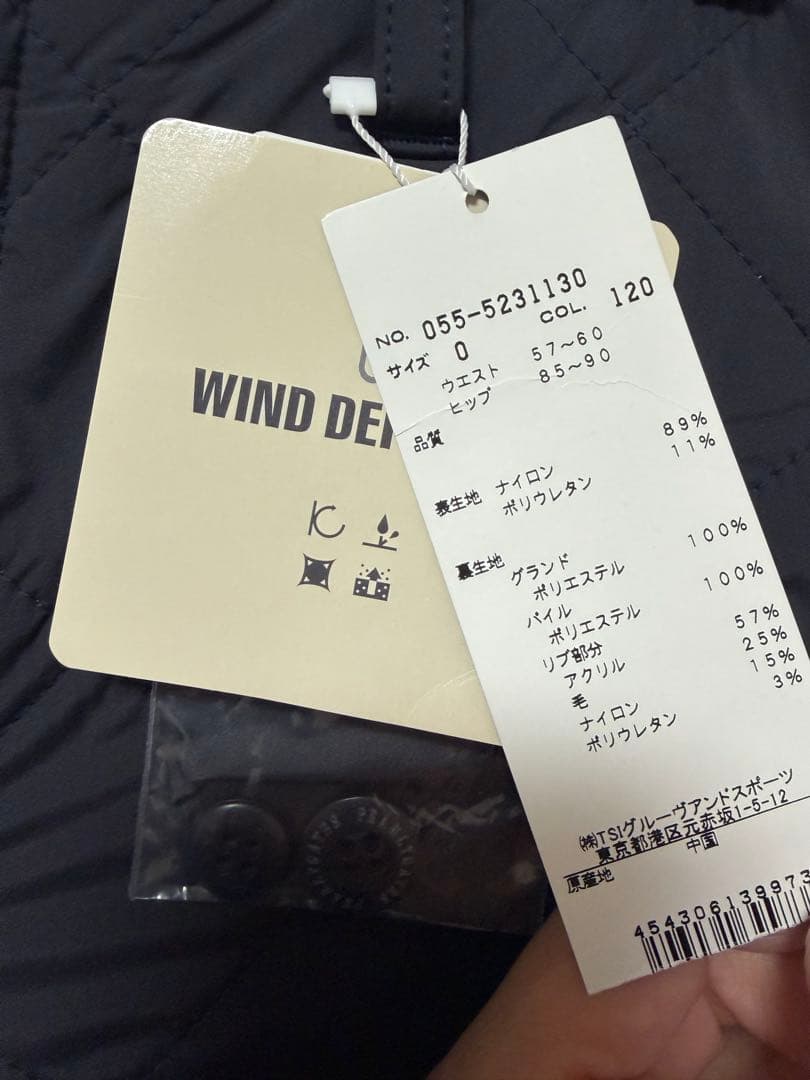 WIND DEF
NO. 055-5231130
COL. 120
サイズ 0
ウエスト 57～60
ヒップ 85～90
品質
表生地 ナイロン 89%
ポリウレタン 11%
裏生地 グランド
ポリエステル 100%
パイル
ポリエステル 100%
リブ部分
アクリル 57%
毛 25%
ナイロン 15%
ポリウレタン 3%
㈱TSIグルーヴアンドスポーツ
東京都港区元赤坂1-5-12
原産地 中国
454306139973